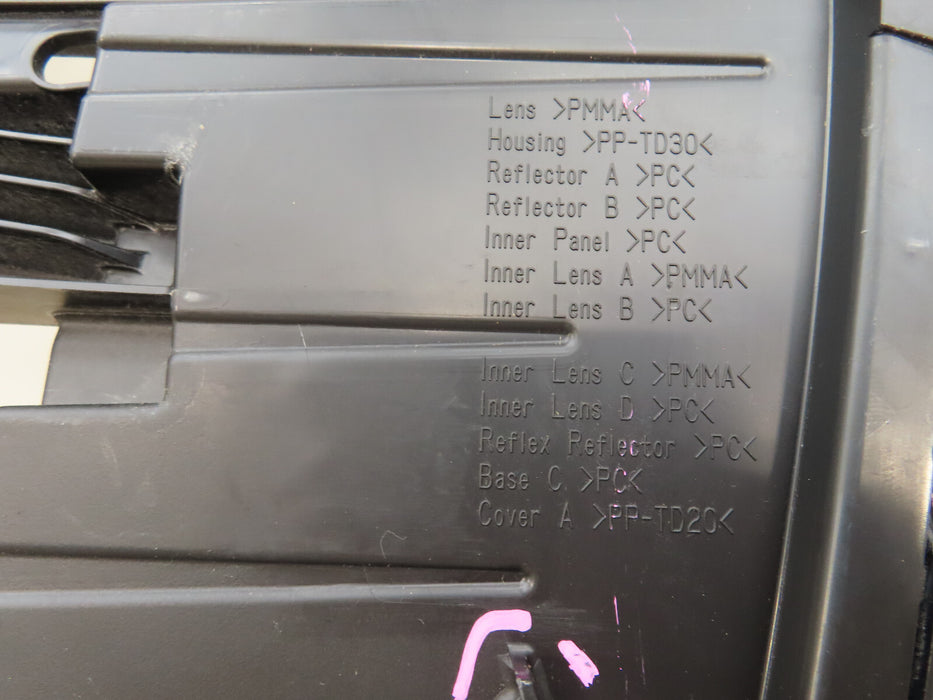 Lens >PMMA<
Housing >PP-TD30<
Reflector A >PC<
Reflector B >PC<
Inner Panel >PC<
Inner Lens A >PMMA<
Inner Lens B >PC<
Inner Lens C >PMMA<
Inner Lens D >PC<
Reflex Reflector >PC<
Base C >PC<
Cover A >PP-TD20<